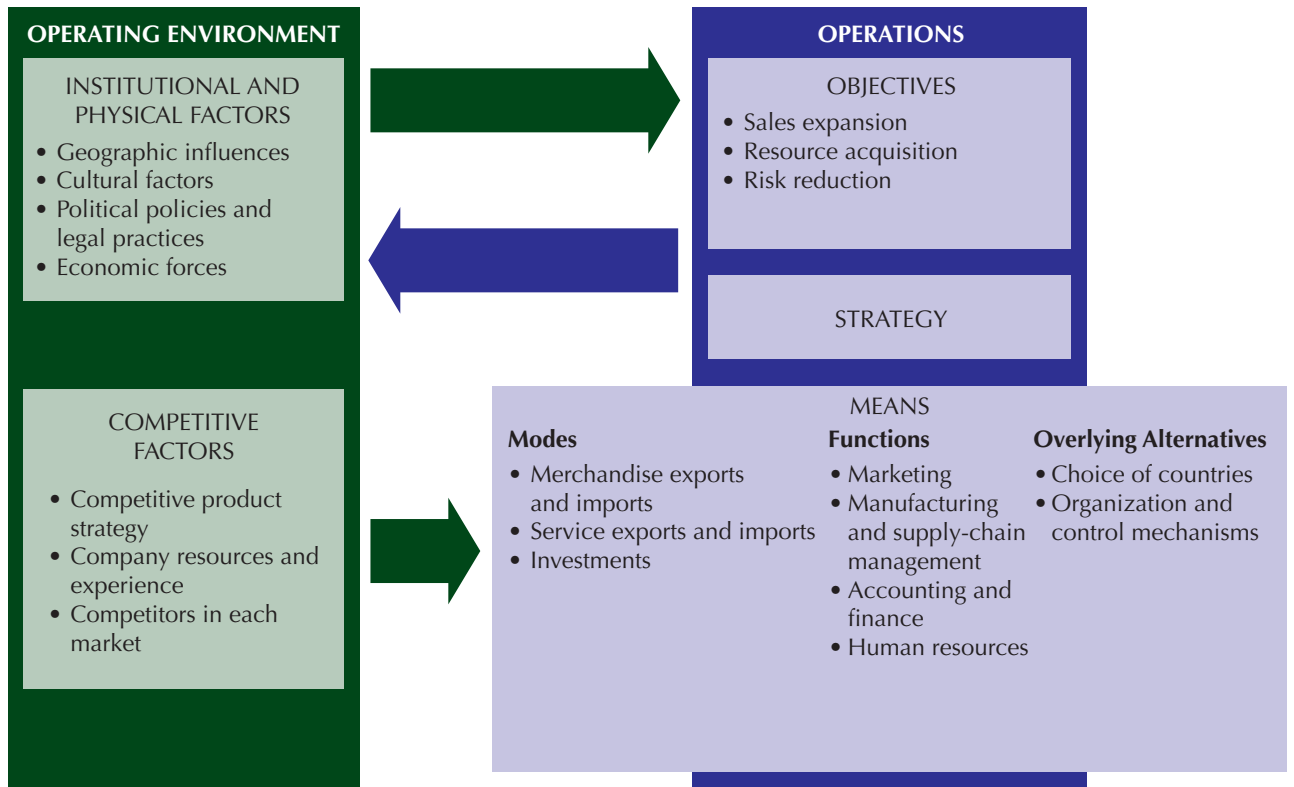 OPERATING ENVIRONMENT
INSTITUTIONAL AND
PHYSICAL FACTORS
• Geographic influences
• Cultural factors
• Political policies and
legal practices
• Economic forces
COMPETITIVE
FACTORS
• Competitive product
strategy
• Company resources and
experience
• Competitors in each
market
OPERATIONS
OBJECTIVES
• Sales expansion
• Resource acquisition
• Risk reduction
STRATEGY
MEANS
Modes
• Merchandise exports
and imports
• Service exports and imports
• Investments
Functions
• Marketing
• Manufacturing
and supply-chain
management
• Accounting and
finance
• Human resources
Overlying Alternatives
• Choice of countries
• Organization and
control mechanisms